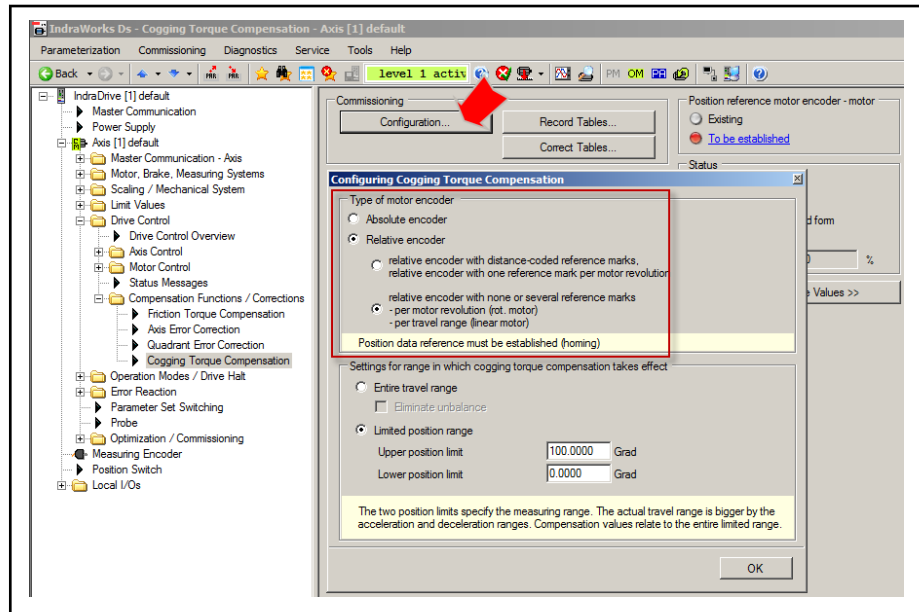 IndraWorks Ds - Cogging Torque Compensation - Axis [1] default
Parameterization Commissioning Diagnostics Service Tools Help
Back
level 1 activ
PM OM
Commissioning
Configuration...
Record Tables...
Correct Tables...
Position reference motor encoder - motor
Existing
To be established
Status
d form
%
e Values >>
IndraDrive [1] default
Master Communication
Power Supply
Axis [1] default
Master Communication - Axis
Motor, Brake, Measuring Systems
Scaling / Mechanical System
Limit Values
Drive Control
Drive Control Overview
Axis Control
Motor Control
Status Messages
Compensation Functions / Corrections
Friction Torque Compensation
Axis Error Correction
Quadrant Error Correction
Cogging Torque Compensation
Operation Modes / Drive Halt
Error Reaction
Parameter Set Switching
Probe
Optimization / Commissioning
Measuring Encoder
Position Switch
Local I/Os
Configuring Cogging Torque Compensation
Type of motor encoder
Absolute encoder
Relative encoder
relative encoder with distance-coded reference marks,
relative encoder with one reference mark per motor revolution
relative encoder with none or several reference marks
- per motor revolution (rot. motor)
- per travel range (linear motor)
Position data reference must be established (homing)
Settings for range in which cogging torque compensation takes effect
Entire travel range
Eliminate unbalance
Limited position range
Upper position limit 100.0000 Grad
Lower position limit 0.0000 Grad
The two position limits specify the measuring range. The actual travel range is bigger by the
acceleration and deceleration ranges. Compensation values relate to the entire limited range.
OK